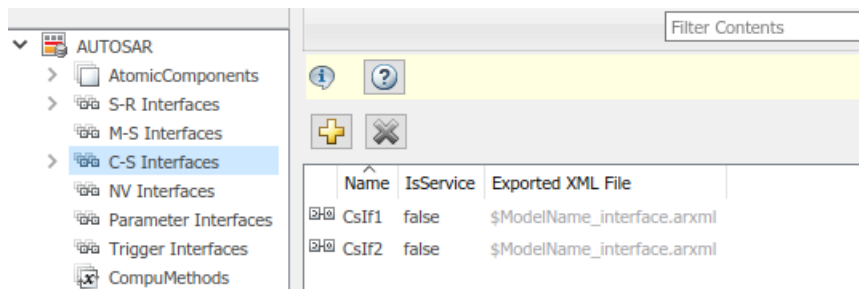 Filter Contents
AUTOSAR
AtomicComponents
S-R Interfaces
M-S Interfaces
C-S Interfaces
NV Interfaces
Parameter Interfaces
Trigger Interfaces
CompuMethods
Name IsService Exported XML File
CsIf1 false $ModelName_interface.arxml
CsIf2 false $ModelName_interface.arxml